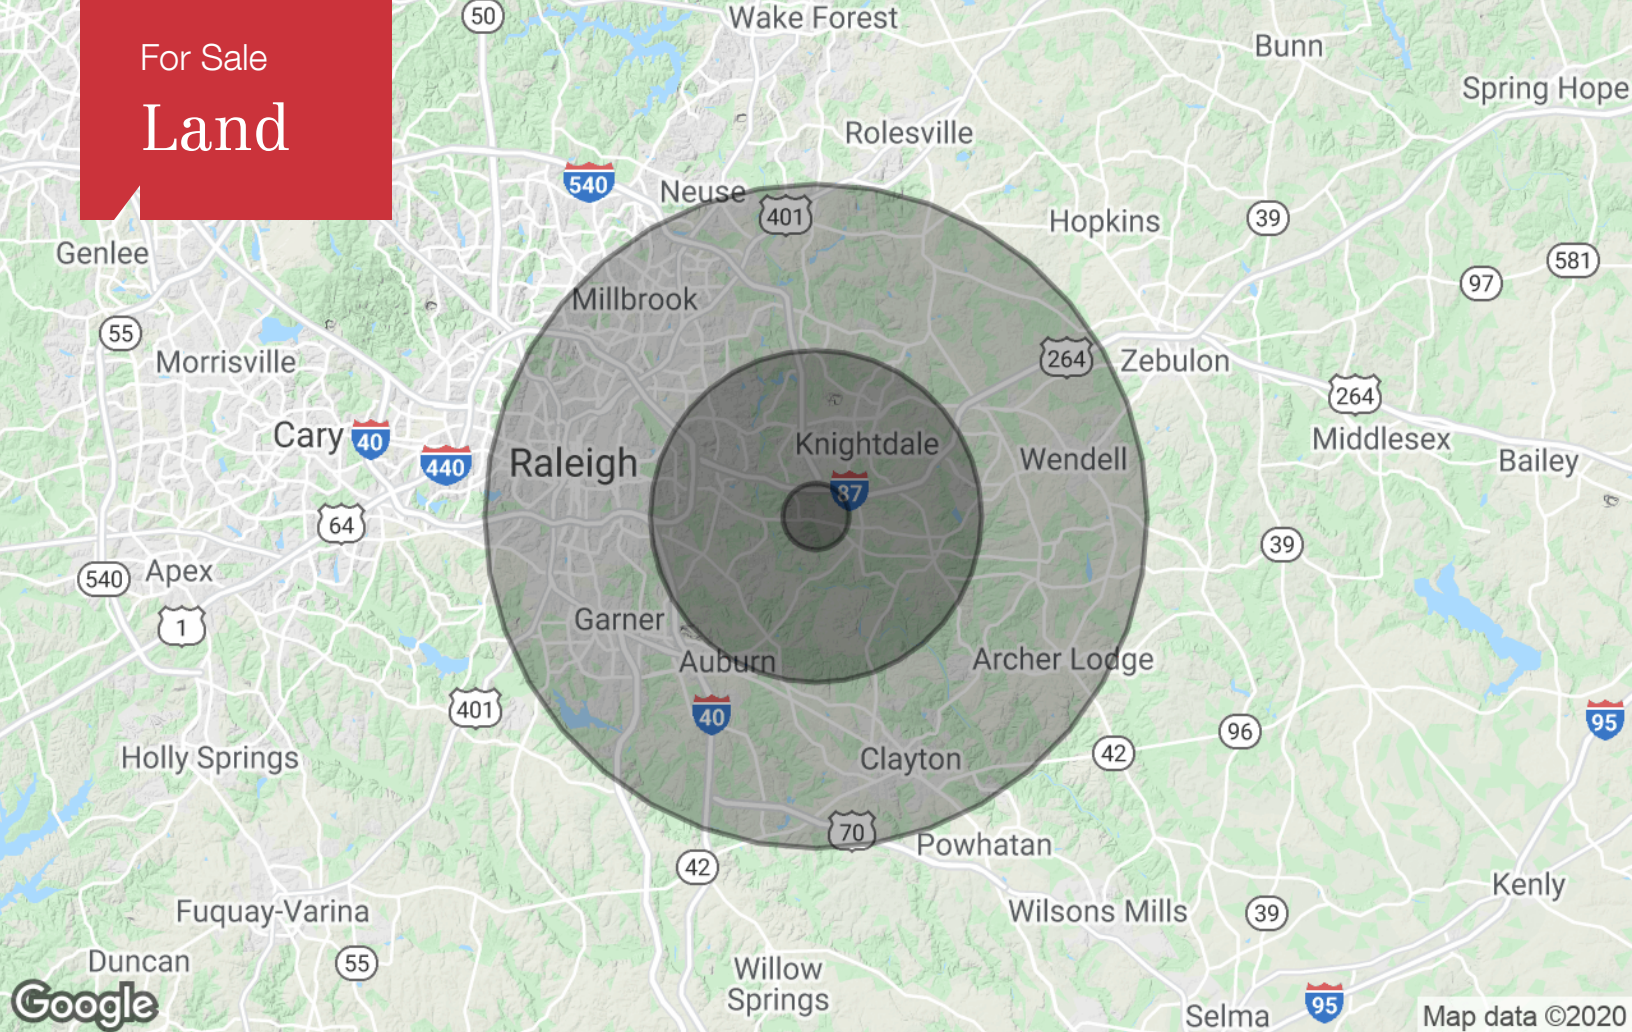 For Sale
Land
50
Wake Forest
Bunn
Spring Hope
Rolesville
540
Neuse
401
Hopkins
39
Genlee
581
97
Millbrook
55
Morrisville
264
Zebulon
264
Cary
40
440
Raleigh
Knightdale
Wendell
Middlesex
Bailey
87
64
39
540
Apex
1
Garner
Auburn
Archer Lodge
401
40
95
96
42
Holly Springs
Clayton
70
Powhatan
42
Kenly
Fuquay-Varina
Wilsons Mills
39
Duncan
55
Willow
Springs
Google
95
Selma
Map data ©2020